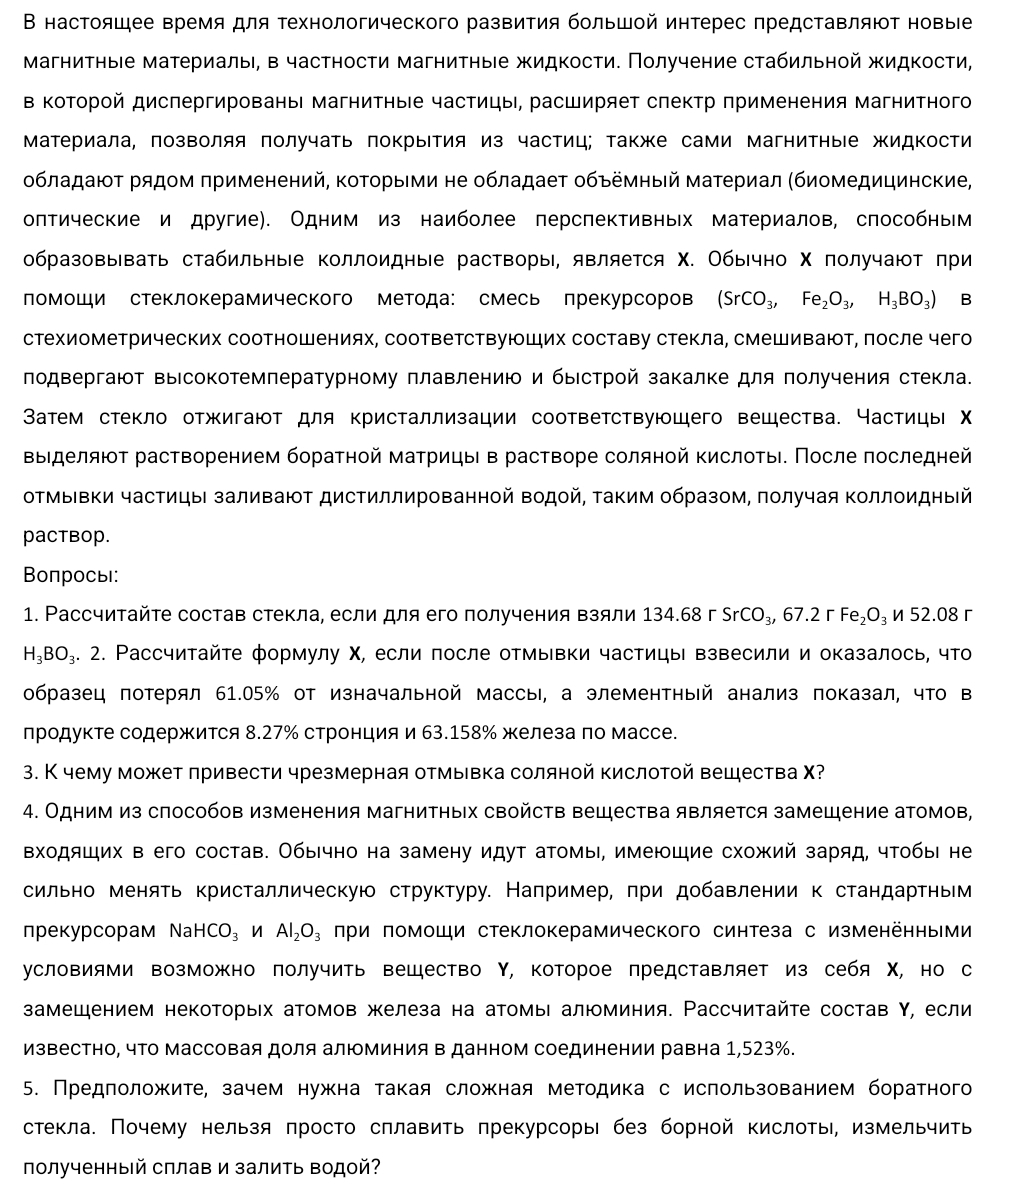 В настоящее время для технологического развития большой интерес представляют новые
магнитные материалы, в частности магнитные жидкости. Получение стабильной жидкости,
в которой диспергированы магнитные частицы, расширяет спектр применения магнитного
материала, позволяя получать покрытия из частиц; также сами магнитные жидкости
обладают рядом применений, которыми не обладает объёмный материал (биомедицинские,
оптические и другие). Одним из наиболее перспективных материалов, способным
образовывать стабильные коллоидные растворы, является X. Обычно X получают при
помощи стеклокерамического метода: смесь прекурсоров (SrCO₃, Fe₂O₃, H₃BO₃) в
стехиометрических соотношениях, соответствующих составу стекла, смешивают, после чего
подвергают высокотемпературному плавлению и быстрой закалке для получения стекла.
Затем стекло отжигают для кристаллизации соответствующего вещества. Частицы X
выделяют растворением боратной матрицы в растворе соляной кислоты. После последней
отмывки частицы заливают дистиллированной водой, таким образом, получая коллоидный
раствор.
Вопросы:
1. Рассчитайте состав стекла, если для его получения взяли 134.68 г SrCO₃, 67.2 г Fe₂O₃ и 52.08 г
H₃BO₃. 2. Рассчитайте формулу X, если после отмывки частицы взвесили и оказалось, что
образец потерял 61.05% от изначальной массы, а элементный анализ показал, что в
продукте содержится 8.27% стронция и 63.158% железа по массе.
3. К чему может привести чрезмерная отмывка соляной кислотой вещества X?
4. Одним из способов изменения магнитных свойств вещества является замещение атомов,
входящих в его состав. Обычно на замену идут атомы, имеющие схожий заряд, чтобы не
сильно менять кристаллическую структуру. Например, при добавлении к стандартным
прекурсорам NaHCO₃ и Al₂O₃ при помощи стеклокерамического синтеза с изменёнными
условиями возможно получить вещество Y, которое представляет из себя X, но с
замещением некоторых атомов железа на атомы алюминия. Рассчитайте состав Y, если
известно, что массовая доля алюминия в данном соединении равна 1,523%.
5. Предположите, зачем нужна такая сложная методика с использованием боратного
стекла. Почему нельзя просто сплавить прекурсоры без борной кислоты, измельчить
полученный сплав и залить водой?